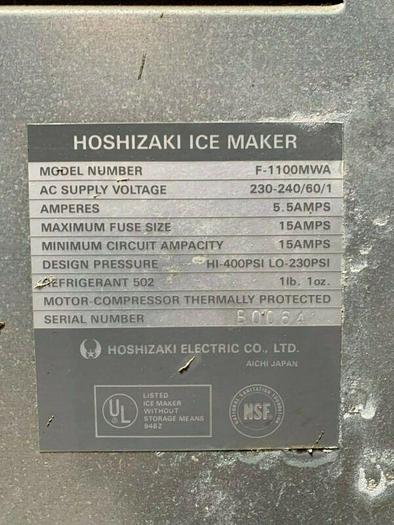 HOSHIZAKI ICE MAKER
MODEL NUMBER F-1100MWA
AC SUPPLY VOLTAGE 230-240/60/1
AMPERES 5.5AMPS
MAXIMUM FUSE SIZE 15AMPS
MINIMUM CIRCUIT AMPACITY 15AMPS
DESIGN PRESSURE HI-400PSI LO-230PSI
REFRIGERANT 502 1lb. 1oz.
MOTOR-COMPRESSOR THERMALLY PROTECTED
SERIAL NUMBER
HOSHIZAKI ELECTRIC CO., LTD.
AICHI JAPAN
UL
LISTED
ICE MAKER
WITHOUT
STORAGE MEANS
946Z
NSF